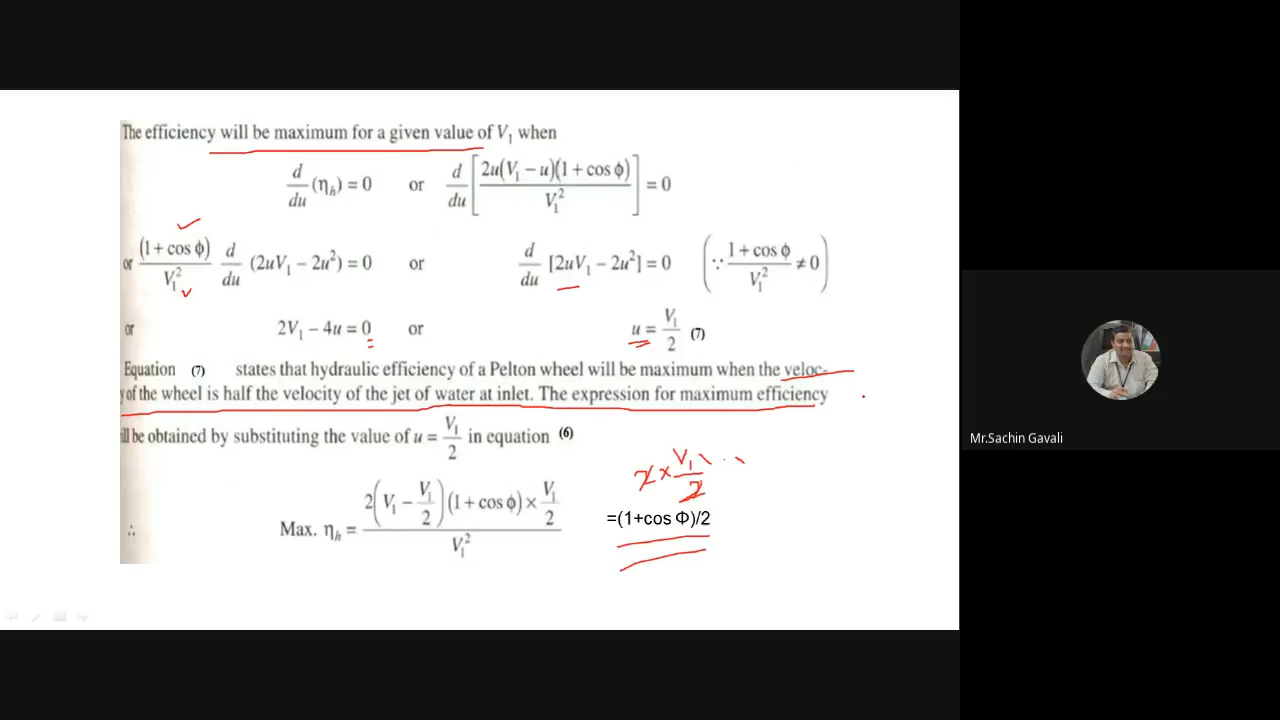 The efficiency will be maximum for a given value of V₁ when
d/du (ηₕ) = 0 or d/du [2u(V₁ − u)(1 + cos ϕ) / V₁²] = 0
or (1 + cos ϕ)/V₁² d/du (2uV₁ − 2u²) = 0 or d/du [2uV₁ − 2u²] = 0 (∵ (1 + cos ϕ)/V₁² ≠ 0)
or 2V₁ − 4u = 0 or u = V₁/2 (7)
Equation (7) states that hydraulic efficiency of a Pelton wheel will be maximum when the veloc-
y of the wheel is half the velocity of the jet of water at inlet. The expression for maximum efficiency
ill be obtained by substituting the value of u = V₁/2 in equation (6)
2 × V₁/2
∴ Max. ηₕ = 2(V₁ − V₁/2)(1 + cos ϕ) × V₁/2 / V₁²
=(1+cos Φ)/2
Mr.Sachin Gavali